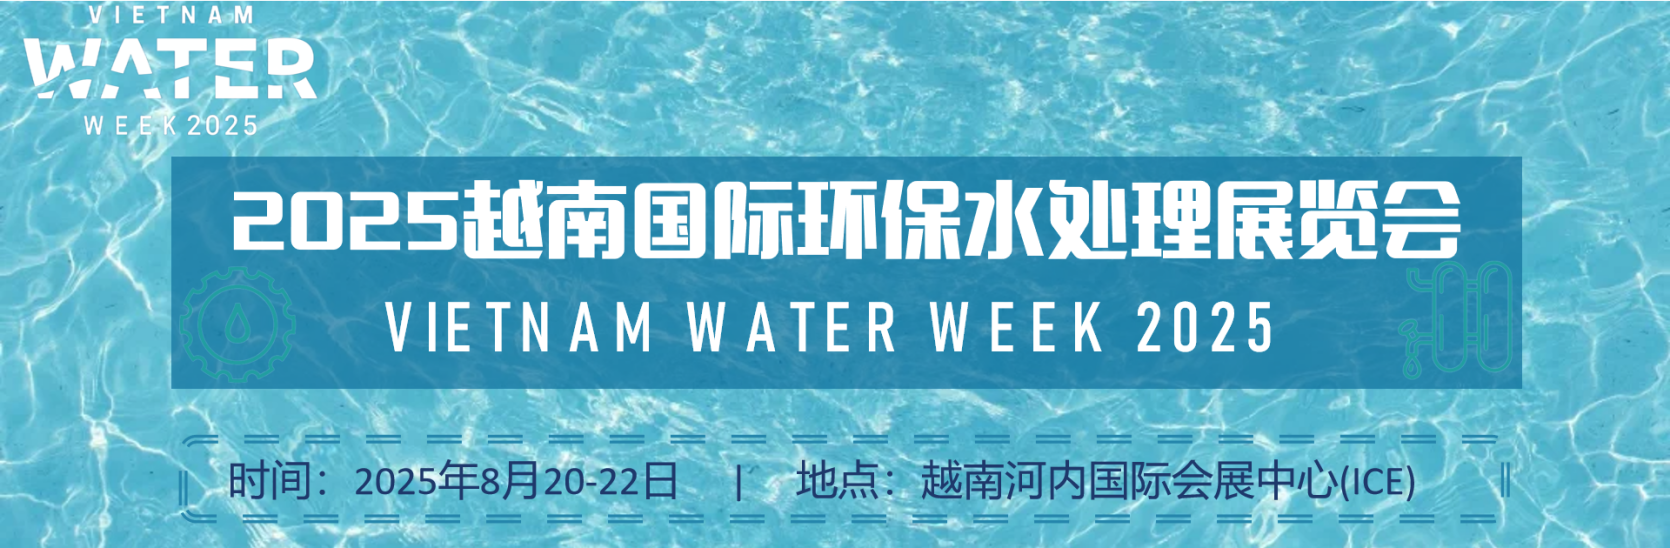 VIETNAM
WATER
WEEK 2025
2025越南国际环保水处理展览会
VIETNAM WATER WEEK 2025
时间：2025年8月20-22日 | 地点：越南河内国际会展中心(ICE)